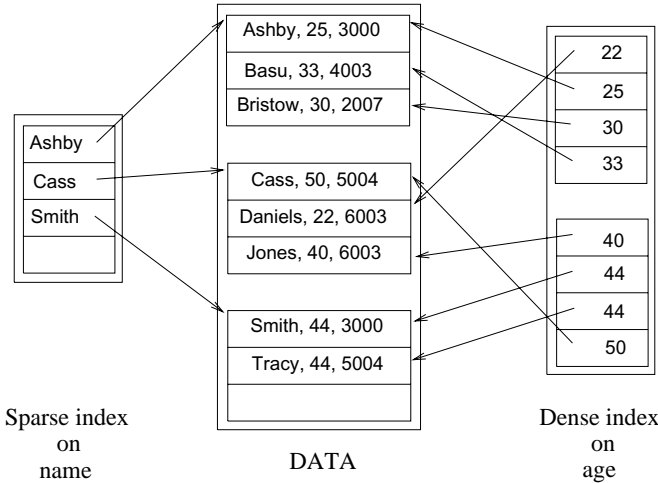 Ashby
Cass
Smith
Sparse index
on
name
Ashby, 25, 3000
Basu, 33, 4003
Bristow, 30, 2007
Cass, 50, 5004
Daniels, 22, 6003
Jones, 40, 6003
Smith, 44, 3000
Tracy, 44, 5004
DATA
22
25
30
33
40
44
44
50
Dense index
on
age